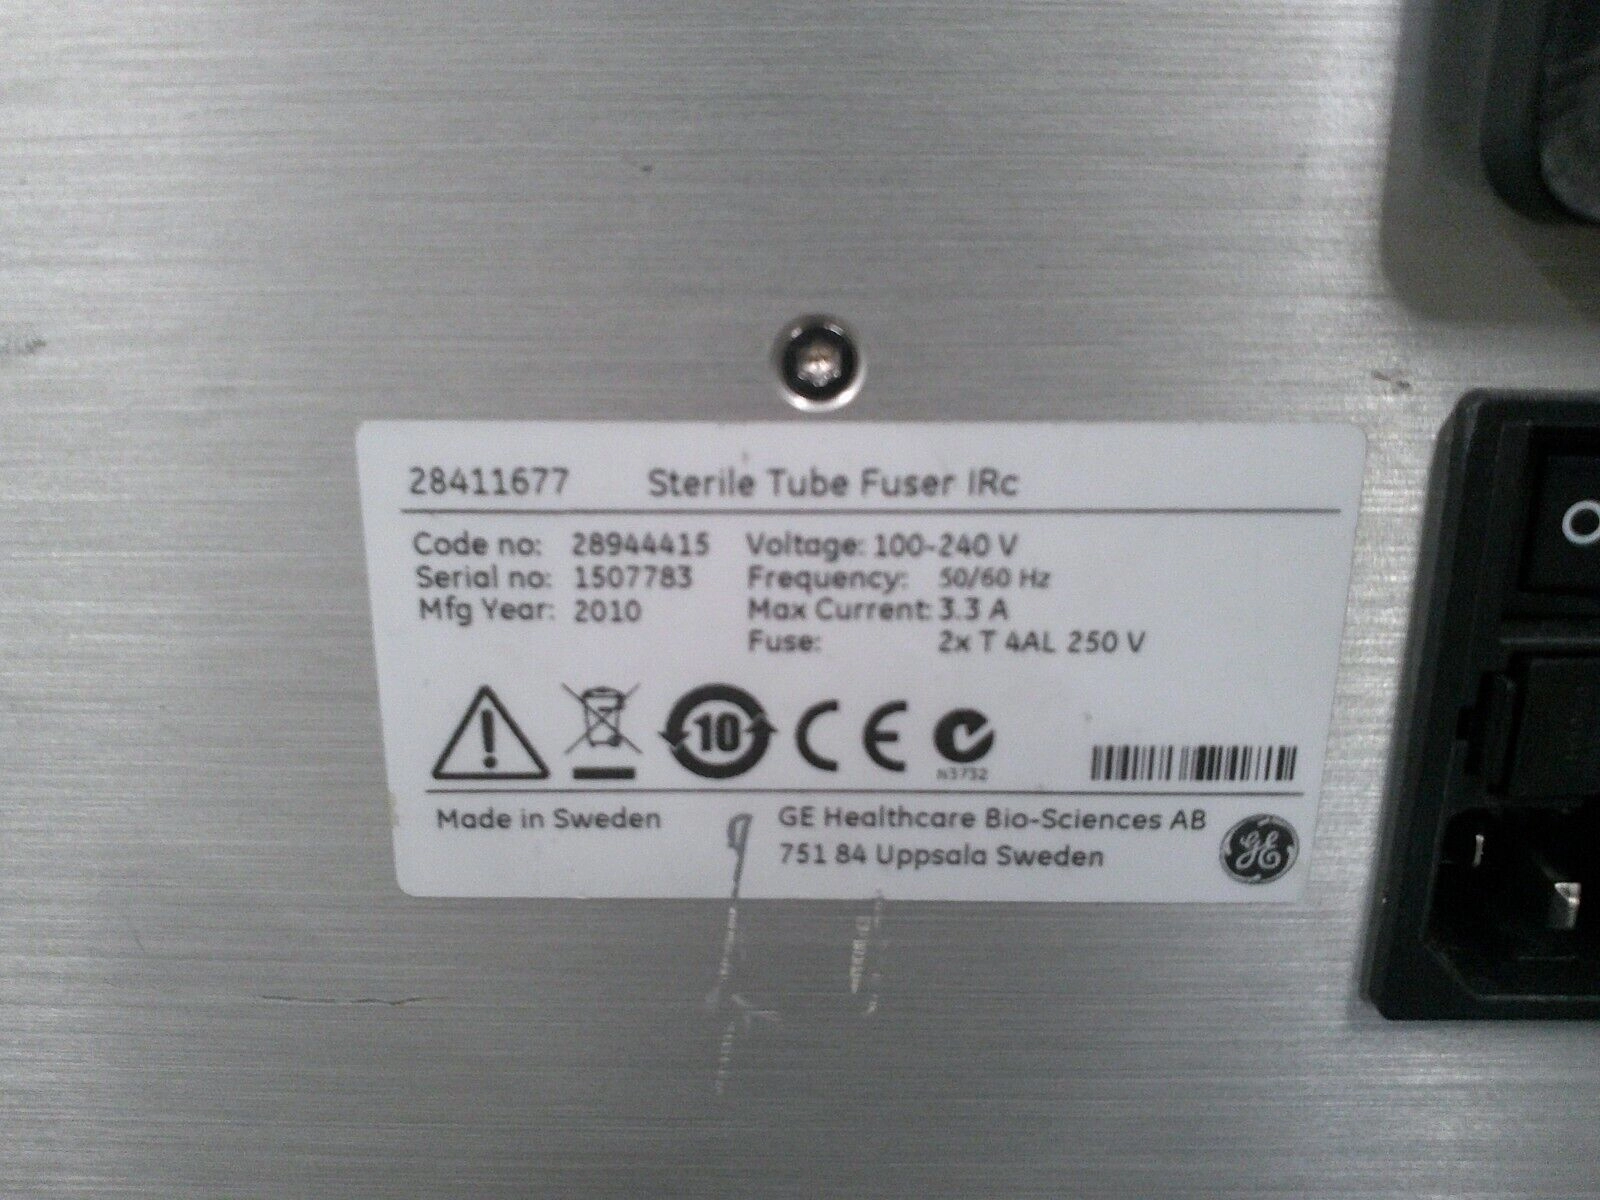 28411677 Sterile Tube Fuser IRc
Code no: 28944415 Voltage: 100-240 V
Serial no: 1507783 Frequency: 50/60 Hz
Mfg Year: 2010 Max Current: 3.3 A
Fuse: 2x T 4AL 250 V
10 CE
N3732
Made in Sweden GE Healthcare Bio-Sciences AB
751 84 Uppsala Sweden
GE